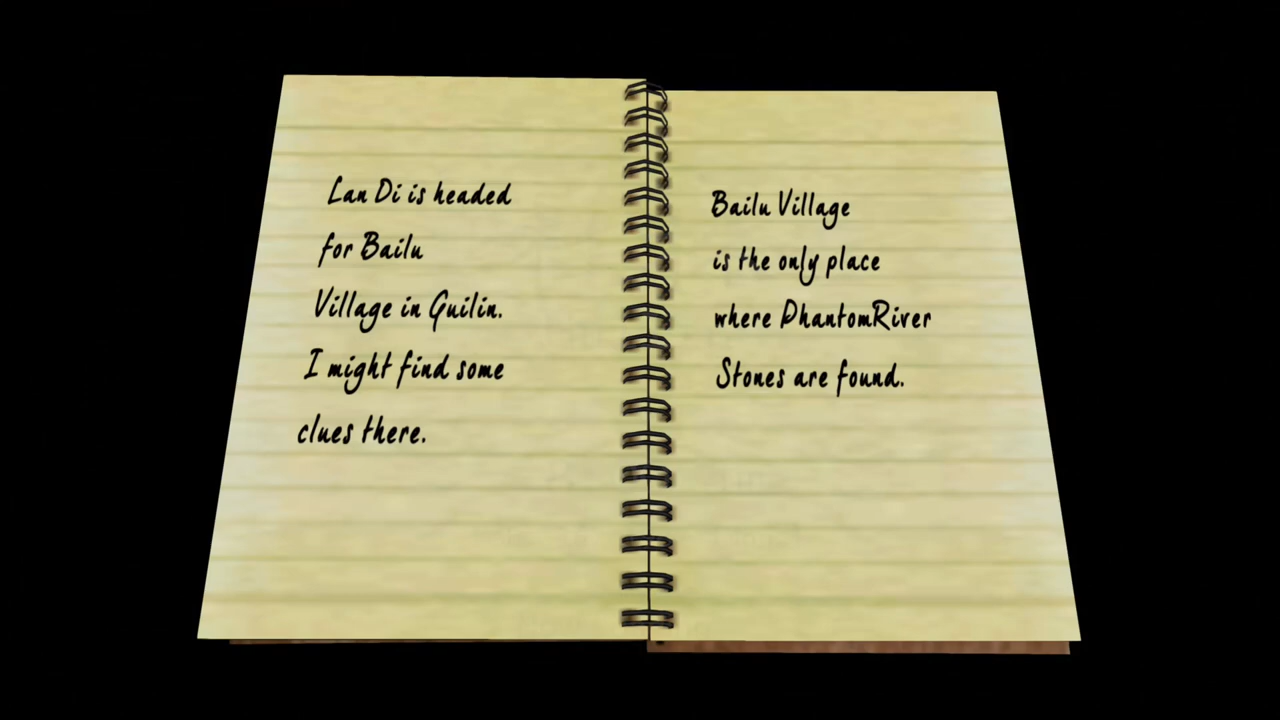 Lan Di is headed
for Bailu
Village in Guilin.
I might find some
clues there.
Bailu Village
is the only place
where PhantomRiver
Stones are found.